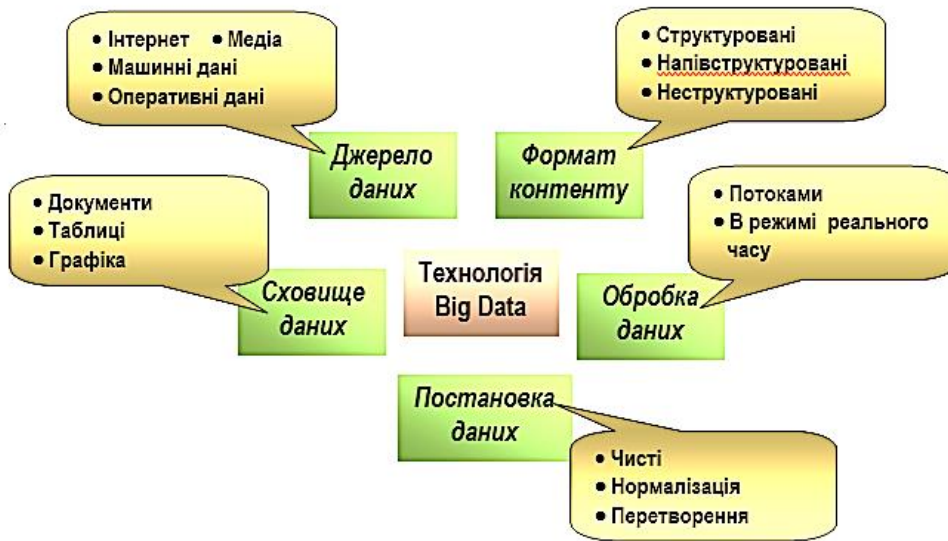 ● Інтернет ● Медіа
● Машинні дані
● Оперативні дані
● Структуровані
● Напівструктуровані
● Неструктуровані
Джерело
даних
Формат
контенту
● Документи
● Таблиці
● Графіка
● Потоками
● В режимі реального
часу
Сховище
даних
Технологія
Big Data
Обробка
даних
Постановка
даних
● Чисті
● Нормалізація
● Перетворення